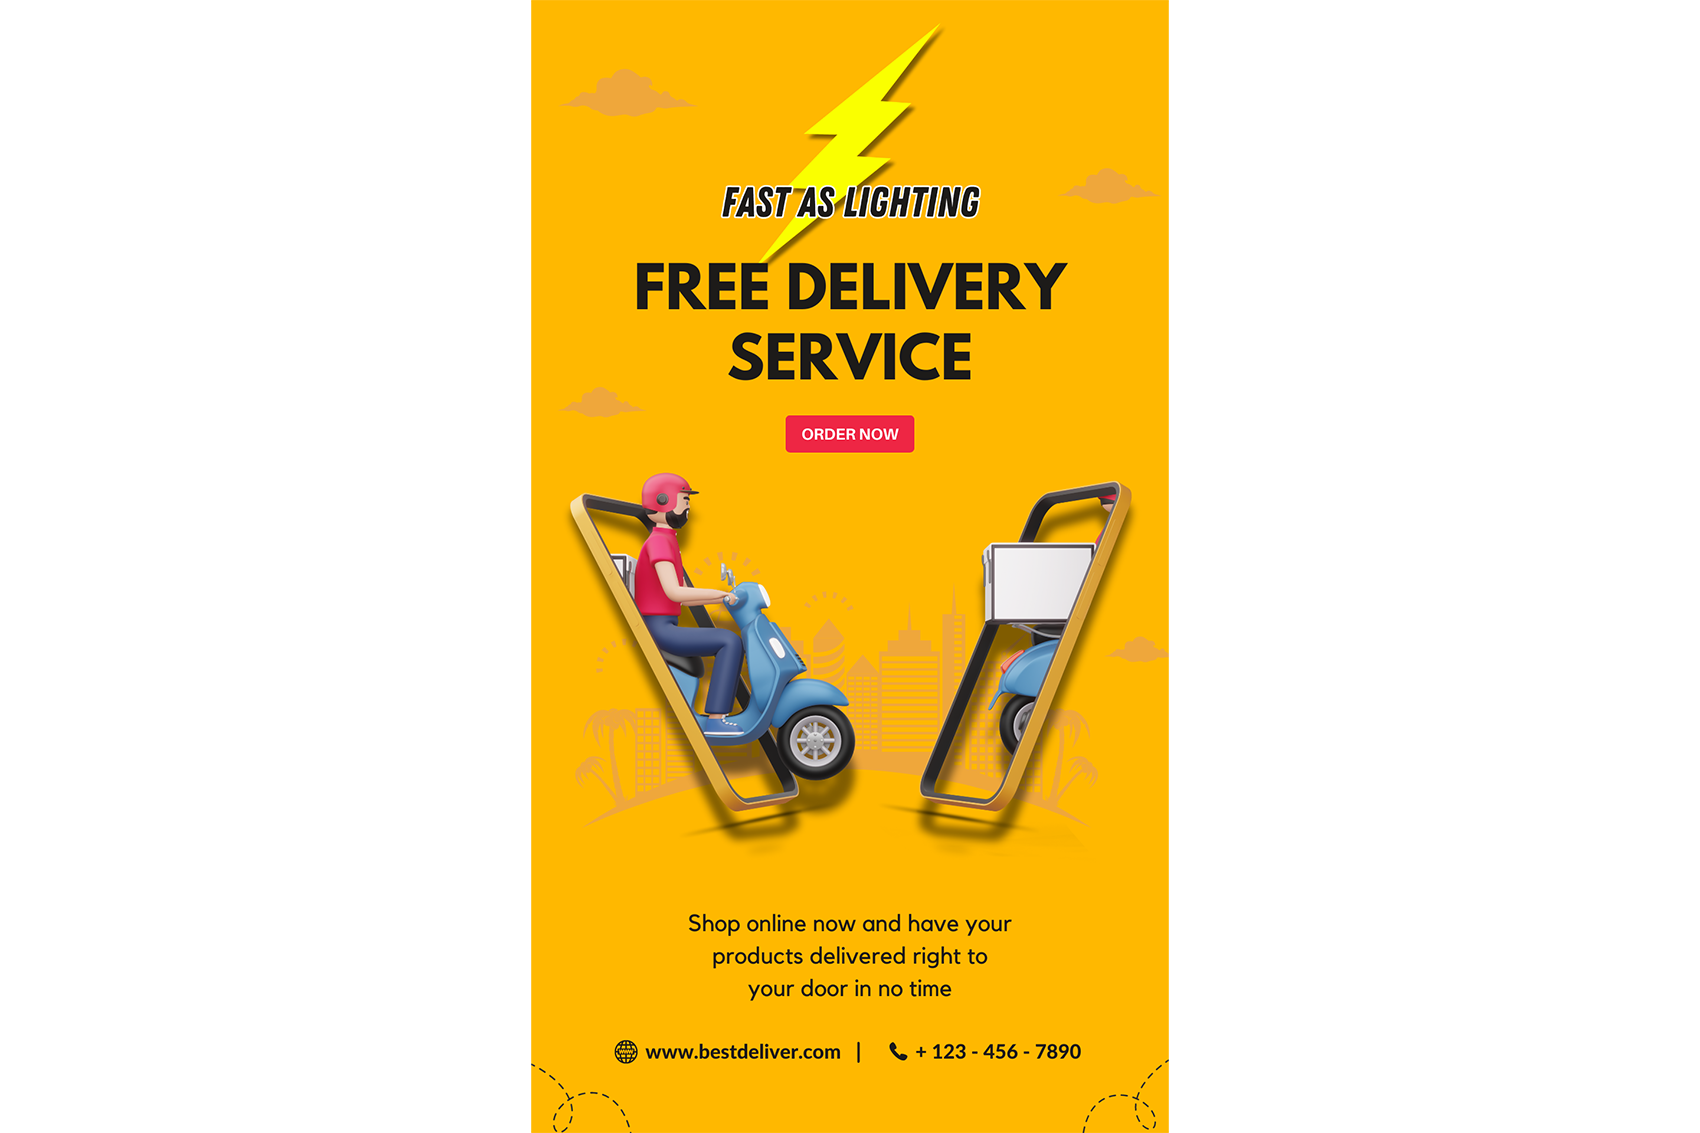 FAST AS LIGHTING
FREE DELIVERY
SERVICE
ORDER NOW
Shop online now and have your
products delivered right to
your door in no time
www.bestdeliver.com | + 123 - 456 - 7890